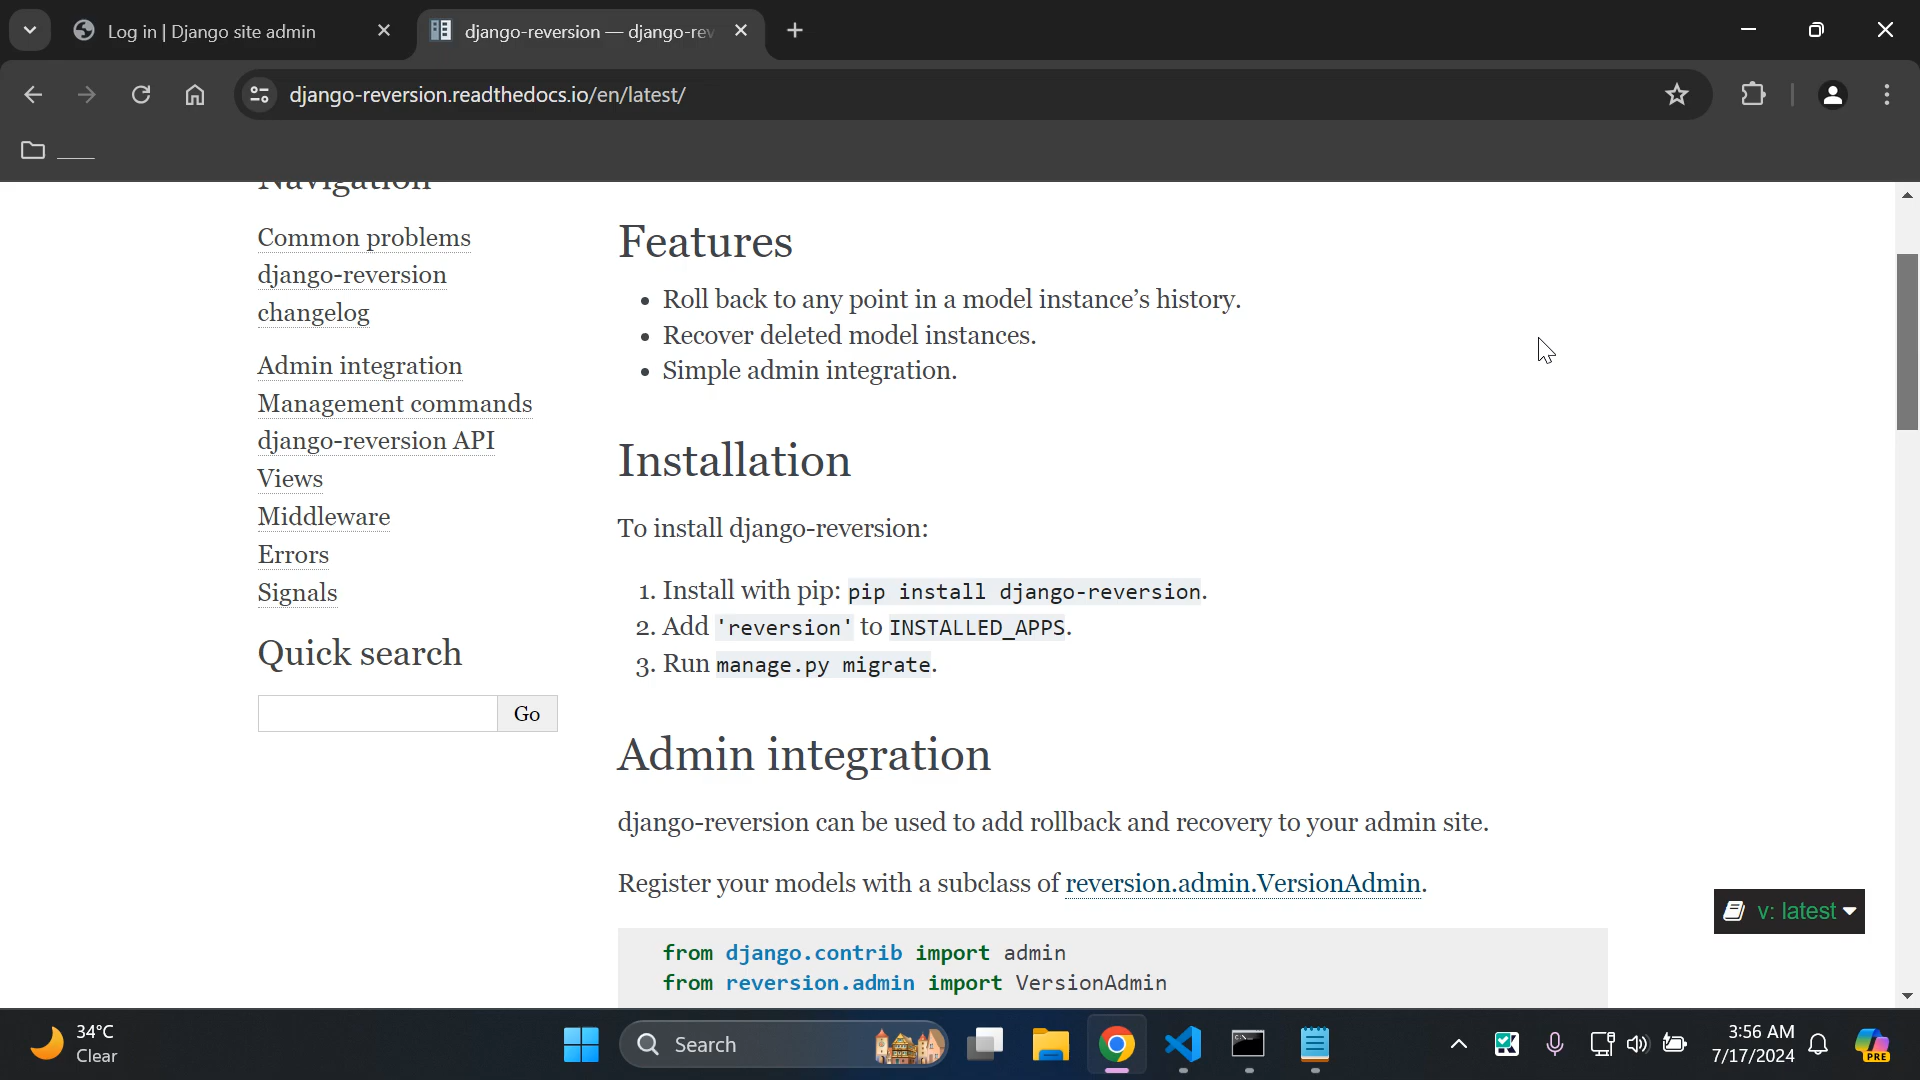 Log in | Django site admin
django-reversion — django-rev
django-reversion.readthedocs.io/en/latest/
Navigation
Common problems
django-reversion
changelog
Admin integration
Management commands
django-reversion API
Views
Middleware
Errors
Signals
Quick search
Go
Features
• Roll back to any point in a model instance’s history.
• Recover deleted model instances.
• Simple admin integration.
Installation
To install django-reversion:
1. Install with pip: pip install django-reversion.
2. Add 'reversion' to INSTALLED_APPS.
3. Run manage.py migrate.
Admin integration
django-reversion can be used to add rollback and recovery to your admin site.
Register your models with a subclass of reversion.admin.VersionAdmin.
from django.contrib import admin
from reversion.admin import VersionAdmin
v: latest
34°C
Clear
Search
3:56 AM
7/17/2024
PRE